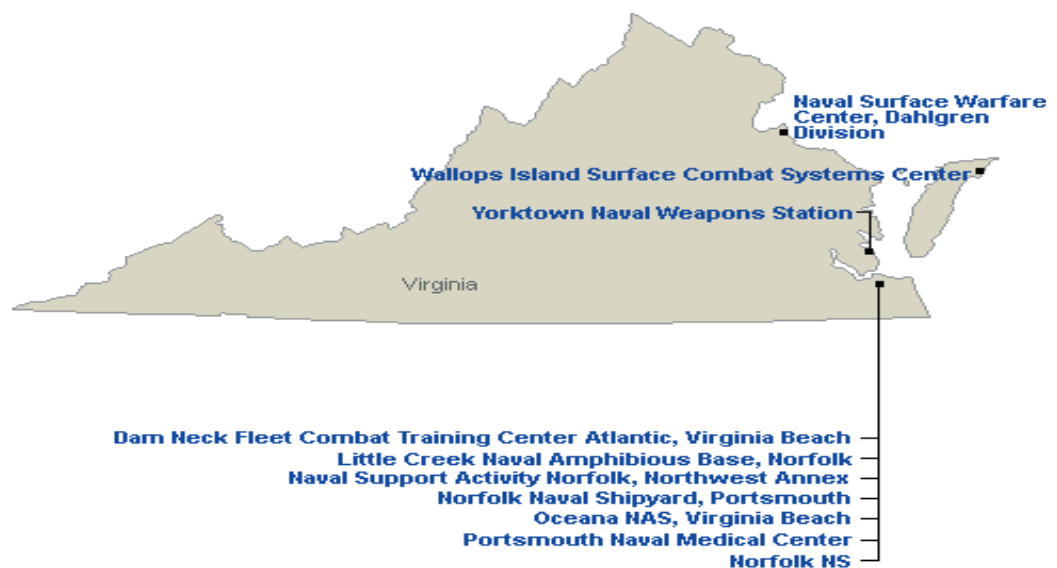 Naval Surface Warfare
Center, Dahlgren
Division
Wallops Island Surface Combat Systems Center
Yorktown Naval Weapons Station
Virginia
Dam Neck Fleet Combat Training Center Atlantic, Virginia Beach
Little Creek Naval Amphibious Base, Norfolk
Naval Support Activity Norfolk, Northwest Annex
Norfolk Naval Shipyard, Portsmouth
Oceana NAS, Virginia Beach
Portsmouth Naval Medical Center
Norfolk NS